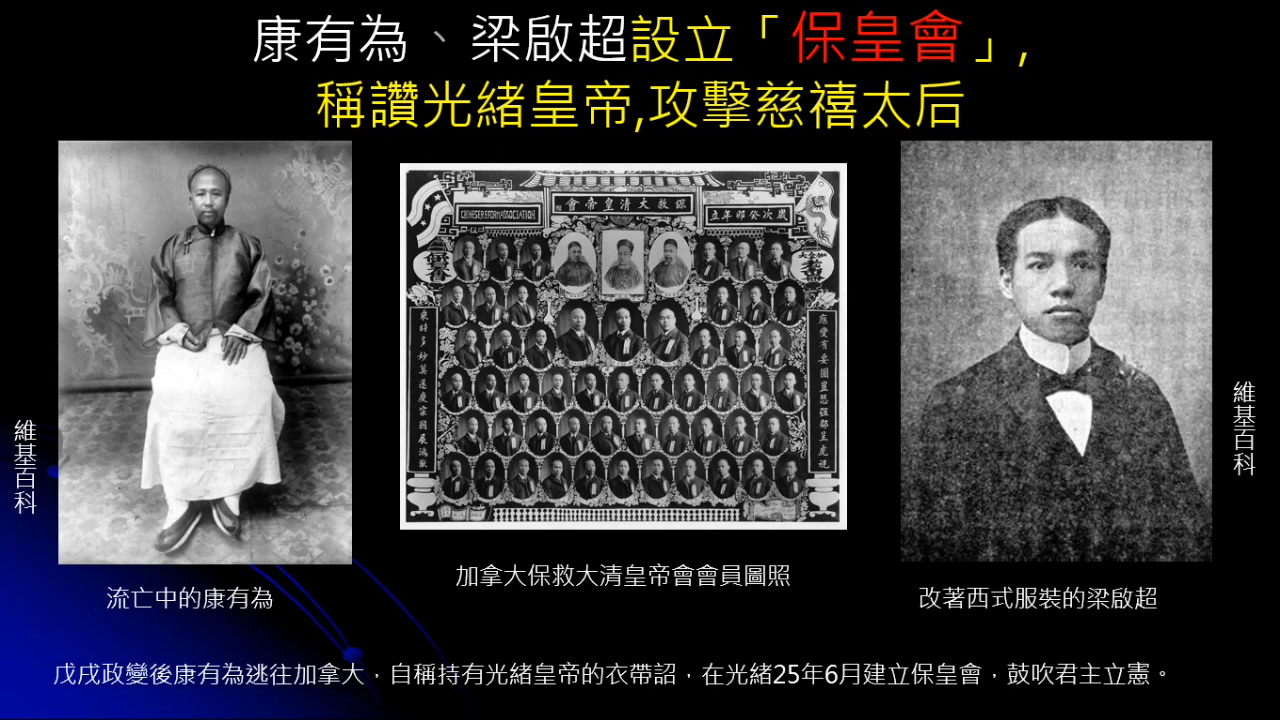 康有為、梁啟超設立「保皇會」,
稱讚光緒皇帝,攻擊慈禧太后
維基百科
CHINESE REFORM ASSOCIATION
會帝皇清大救保
歲次癸卯年立
維基百科
流亡中的康有為
加拿大保救大清皇帝會會員圖照
改著西式服裝的梁啟超
戊戌政變後康有為逃往加拿大，自稱持有光緒皇帝的衣帶詔，在光緒25年6月建立保皇會，鼓吹君主立憲。